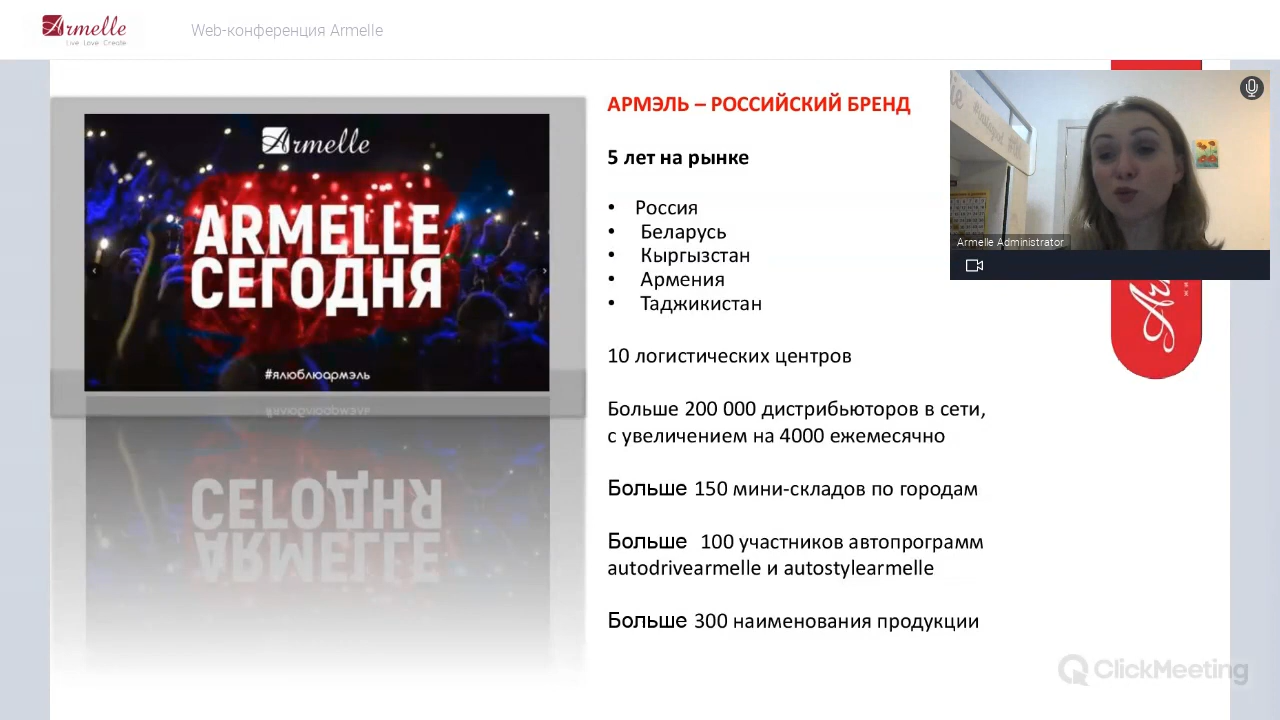 Armelle
Live · Love · Create
Web-конференция Armelle
Armelle
ARMELLE
СЕГОДНЯ
#ялюблюармэль
АРМЭЛЬ – РОССИЙСКИЙ БРЕНД
5 лет на рынке
• Россия
• Беларусь
• Кыргызстан
• Армения
• Таджикистан
10 логистических центров
Больше 200 000 дистрибьюторов в сети,
с увеличением на 4000 ежемесячно
Больше 150 мини-складов по городам
Больше 100 участников автопрограмм
autodrivearmelle и autostylearmelle
Больше 300 наименования продукции
Armelle Administrator
ClickMeeting